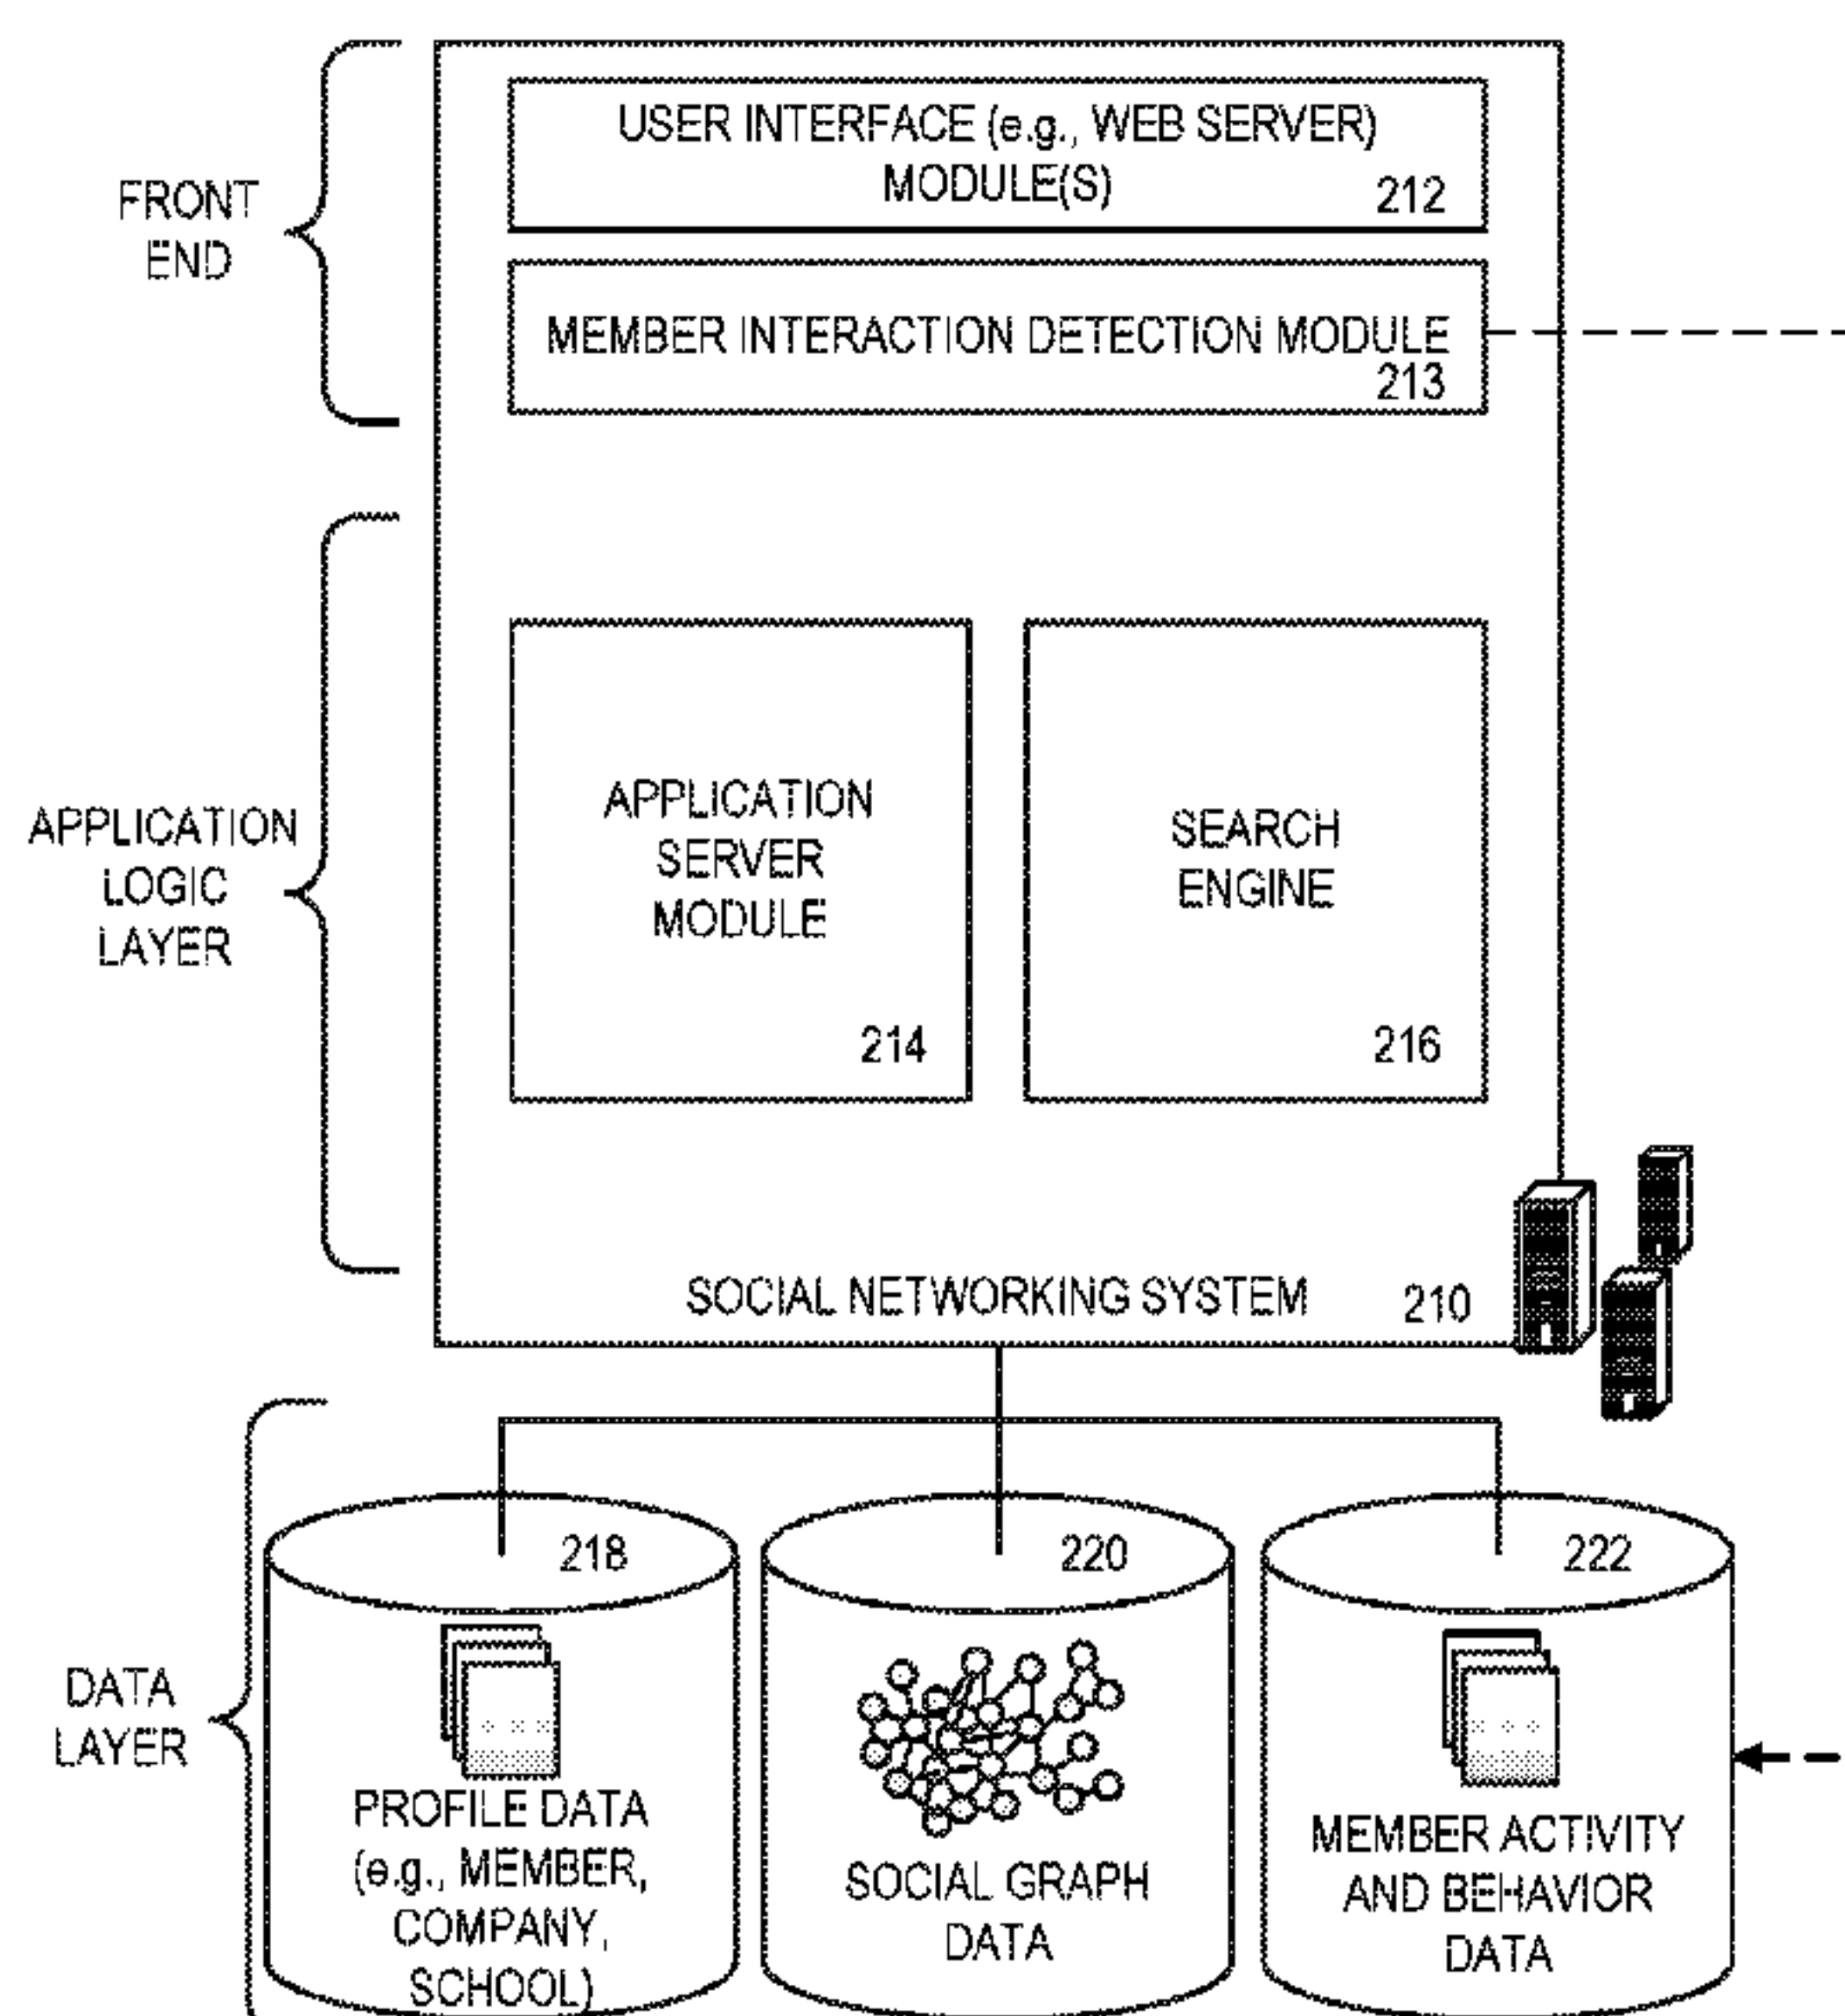 USER INTERFACE (e.g., WEB SERVER)
MODULE(S)
212
FRONT
END
MEMBER INTERACTION DETECTION MODULE
213
APPLICATION
LOGIC
LAYER
APPLICATION
SERVER
MODULE
214
SEARCH
ENGINE
216
SOCIAL NETWORKING SYSTEM
210
DATA
LAYER
218
PROFILE DATA
(e.g., MEMBER,
COMPANY,
SCHOOL)
220
SOCIAL GRAPH
DATA
222
MEMBER ACTIVITY
AND BEHAVIOR
DATA